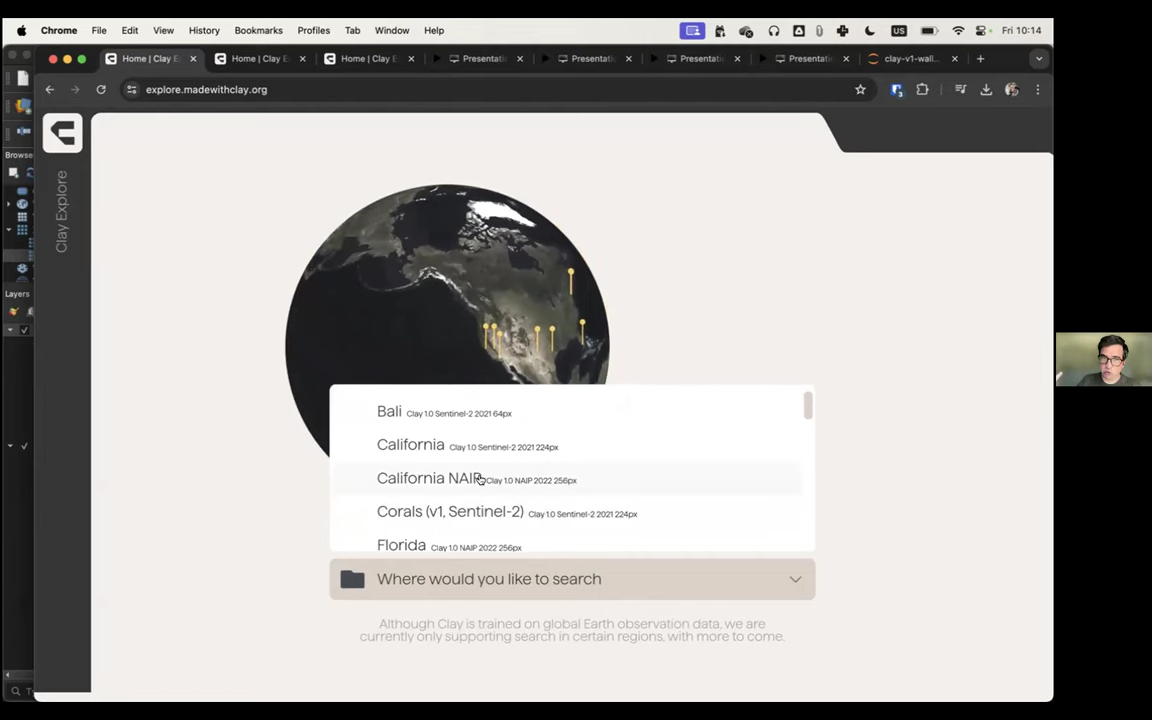 Chrome File Edit View History Bookmarks Profiles Tab Window Help US Fri 10:14
Home | Clay E Home | Clay E Home | Clay E Presentati Presentati Presentati Presentati clay-v1-wall
explore.madewithclay.org
Browse
Clay Explore
Layers
Bali Clay 1.0 Sentinel-2 2021 64px
California Clay 1.0 Sentinel-2 2021 224px
California NAIP Clay 1.0 NAIP 2022 256px
Corals (v1, Sentinel-2) Clay 1.0 Sentinel-2 2021 224px
Florida Clay 1.0 NAIP 2022 256px
Where would you like to search
Although Clay is trained on global Earth observation data, we are
currently only supporting search in certain regions, with more to come.